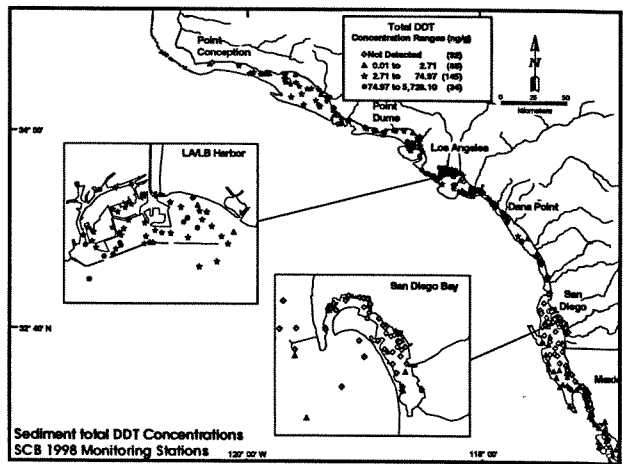 Total DDT
Concentration Ranges (ng/g)
Not Detected (92)
0.01 to 2.71 (88)
2.71 to 74.97 (145)
74.97 to 5,728.10 (34)
N
0 25 50
kilometers
Point
Conception
Point
Dume
Los Angeles
34° 00'
LA/LB Harbor
Dana Point
San Diego Bay
San
Diego
32° 40' N
Sediment total DDT Concentrations
SCB 1998 Monitoring Stations
120° 00' W
118° 00'